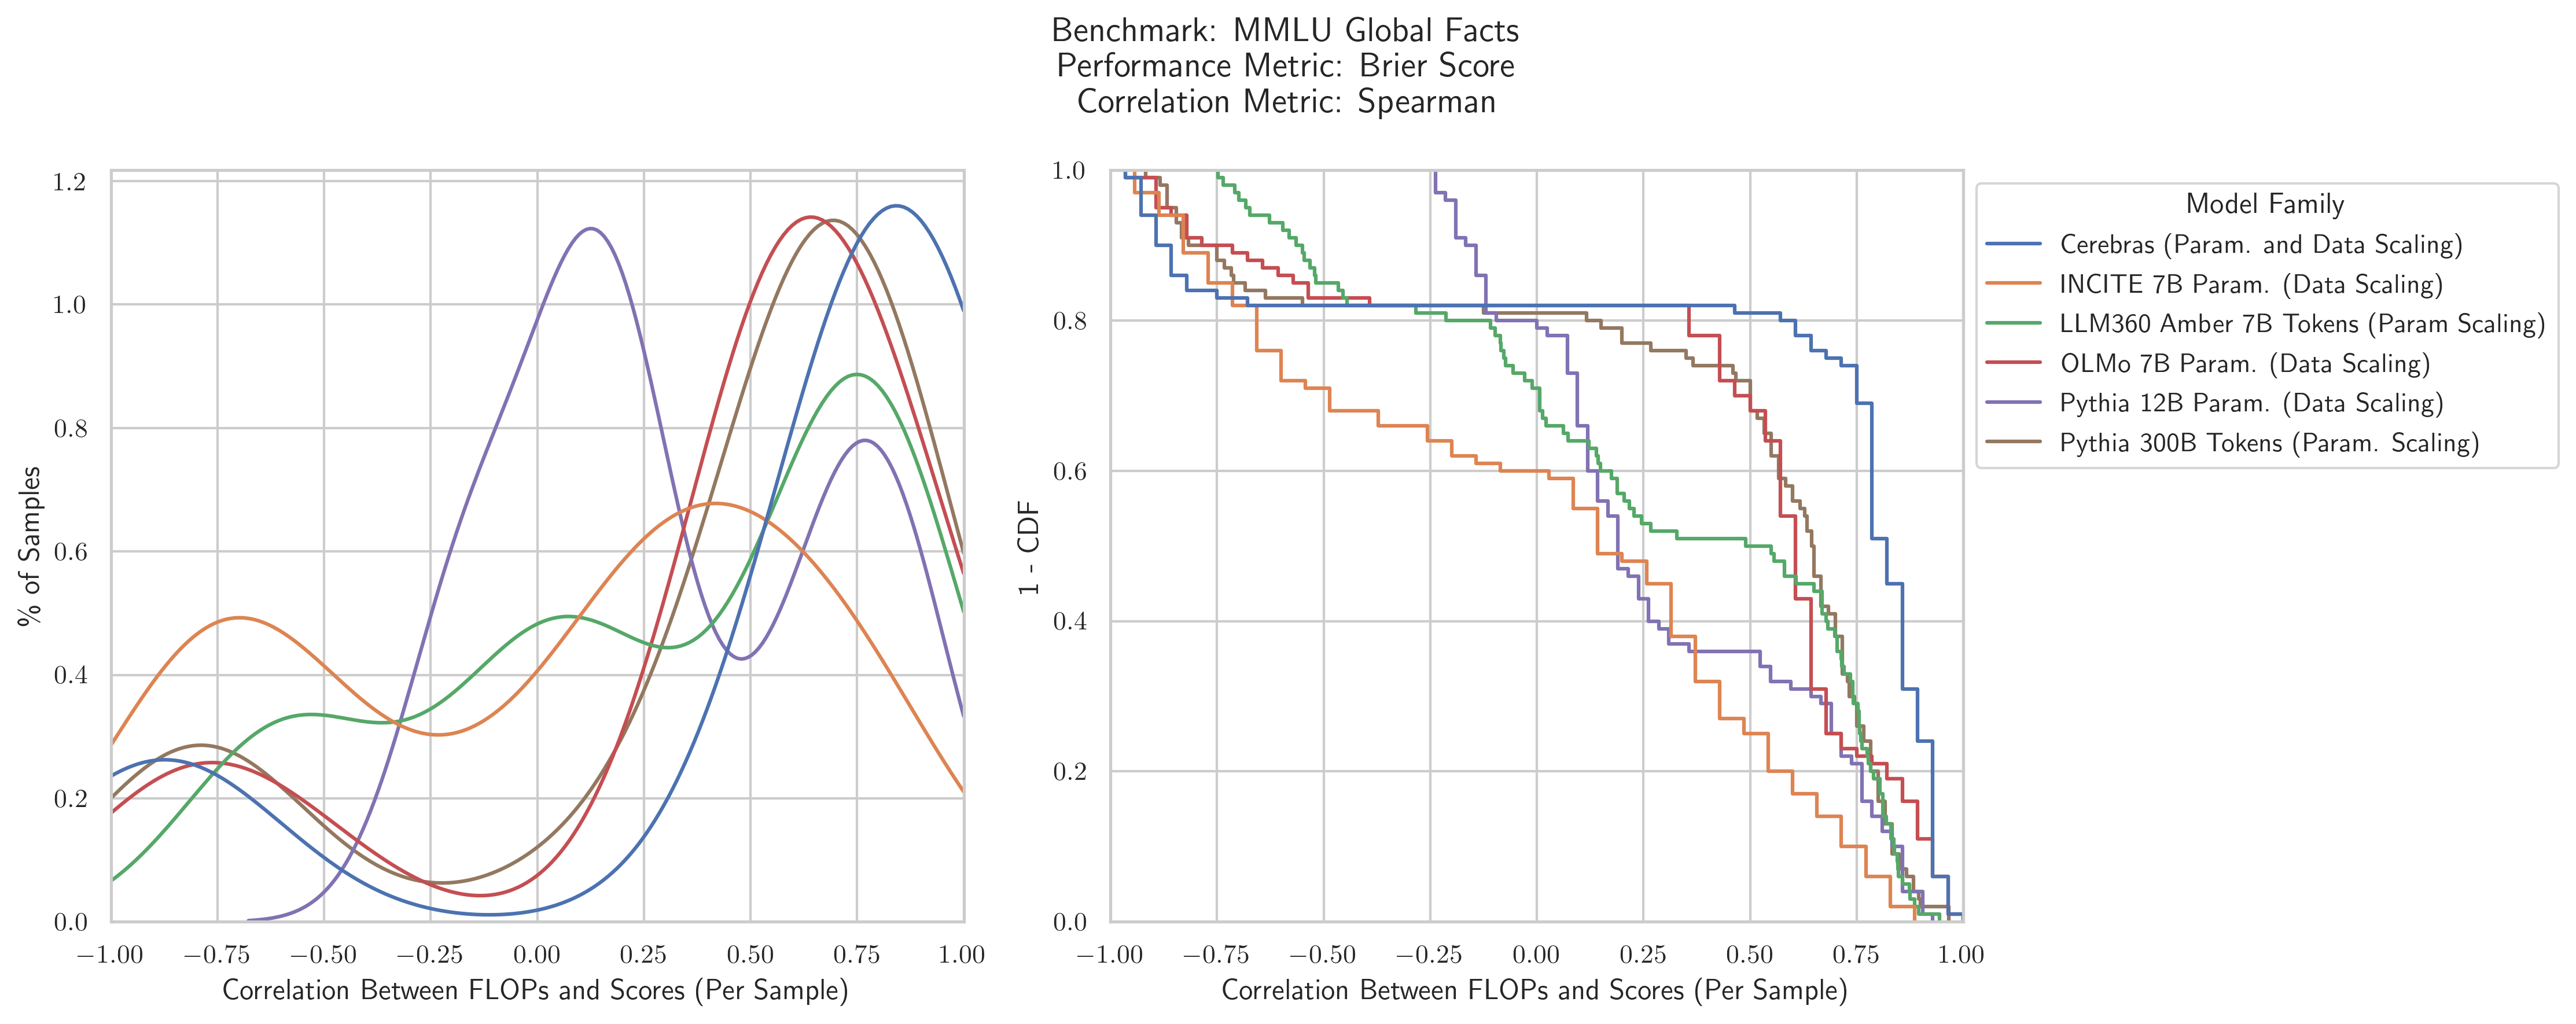 Benchmark: MMLU Global Facts
Performance Metric: Brier Score
Correlation Metric: Spearman
% of Samples
1.2
1.0
0.8
0.6
0.4
0.2
0.0
−1.00 −0.75 −0.50 −0.25 0.00 0.25 0.50 0.75 1.00
Correlation Between FLOPs and Scores (Per Sample)
1 - CDF
1.0
0.8
0.6
0.4
0.2
0.0
−1.00 −0.75 −0.50 −0.25 0.00 0.25 0.50 0.75 1.00
Correlation Between FLOPs and Scores (Per Sample)
Model Family
Cerebras (Param. and Data Scaling)
INCITE 7B Param. (Data Scaling)
LLM360 Amber 7B Tokens (Param Scaling)
OLMo 7B Param. (Data Scaling)
Pythia 12B Param. (Data Scaling)
Pythia 300B Tokens (Param. Scaling)